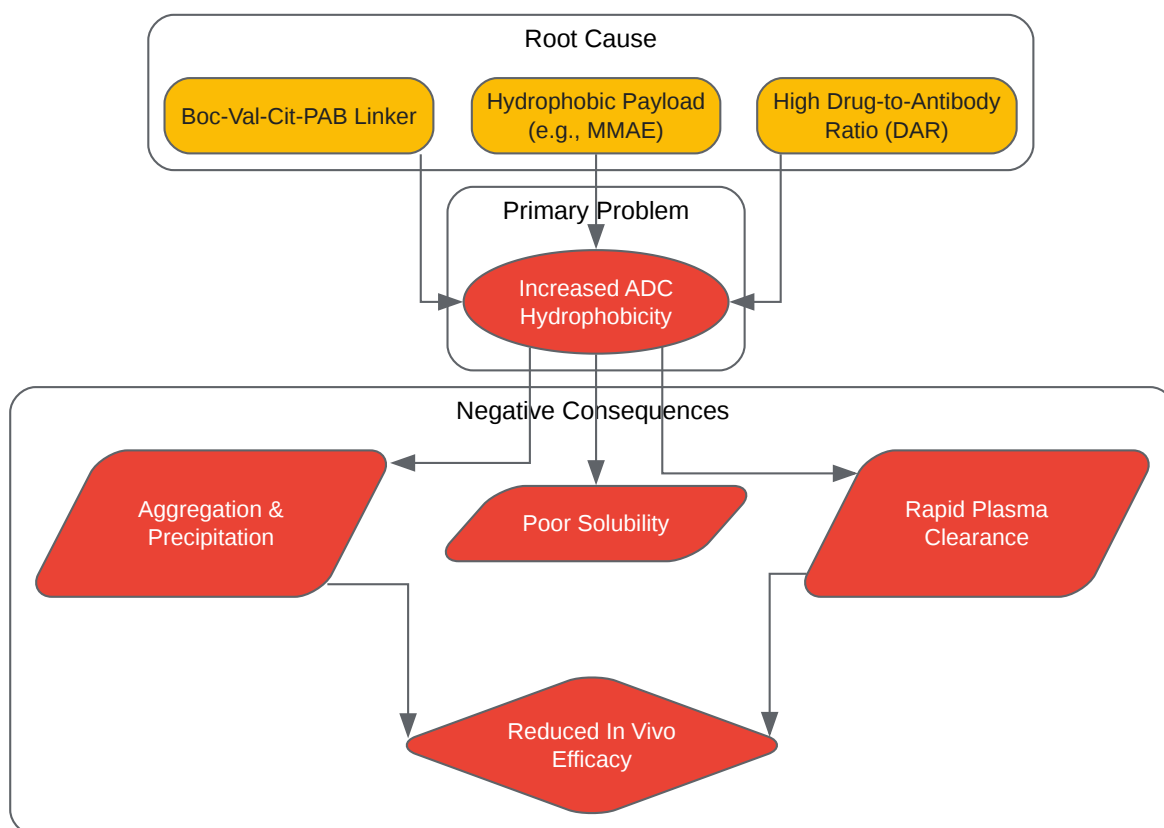 Root Cause
Boc-Val-Cit-PAB Linker
Hydrophobic Payload
(e.g., MMAE)
High Drug-to-Antibody
Ratio (DAR)
Primary Problem
Increased ADC
Hydrophobicity
Negative Consequences
Aggregation &
Precipitation
Poor Solubility
Rapid Plasma
Clearance
Reduced In Vivo
Efficacy